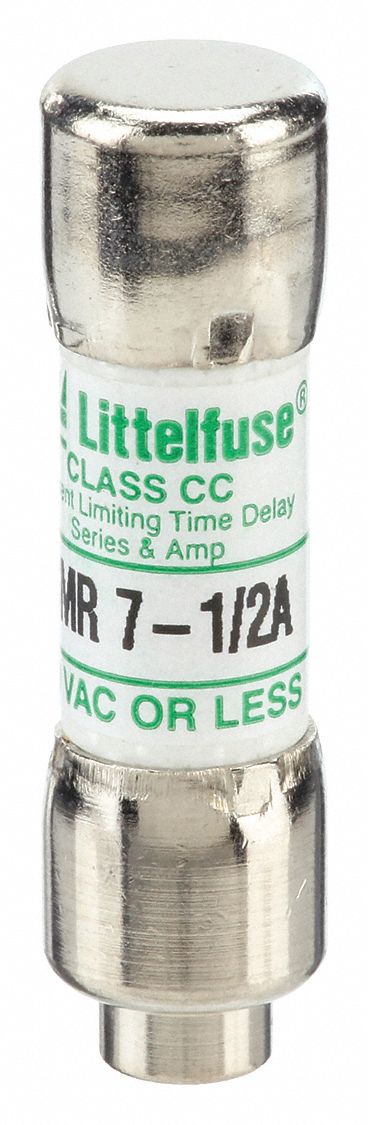 Littelfuse®
CLASS CC
ent Limiting Time Delay
Series & Amp
MR 7-1/2A
VAC OR LESS